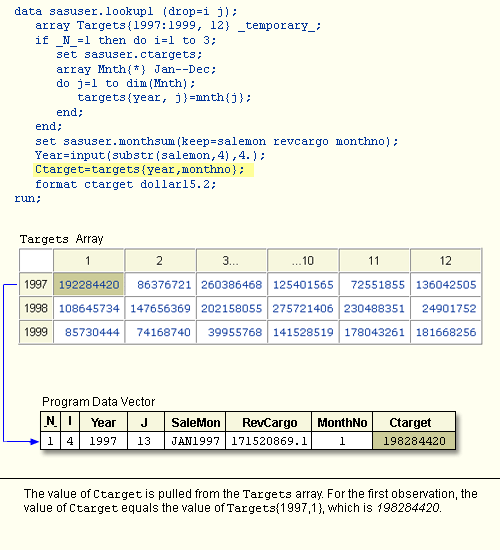 data sasuser.lookup1 (drop=i j);
array Targets{1997:1999, 12} _temporary_;
if _N_=1 then do i=1 to 3;
set sasuser.ctargets;
array Mnth{*} Jan--Dec;
do j=1 to dim(Mnth);
targets{year, j}=mnth{j};
end;
end;
set sasuser.monthsum(keep=salemon revcargo monthno);
Year=input(substr(salemon,4),4.);
Ctarget=targets{year,monthno};
format ctarget dollar15.2;
run;
Targets Array
1 2 3... ...10 11 12
1997 192284420 86376721 260386468 125401565 72551855 136042505
1998 108645734 147656369 202158055 275721406 230488351 24901752
1999 85730444 74168740 39955768 141528519 178043261 181668256
Program Data Vector
_N_ I Year J SaleMon RevCargo MonthNo Ctarget
1 4 1997 13 JAN1997 171520869.1 1 198284420
The value of Ctarget is pulled from the Targets array. For the first observation, the
value of Ctarget equals the value of Targets{1997,1}, which is 198284420.